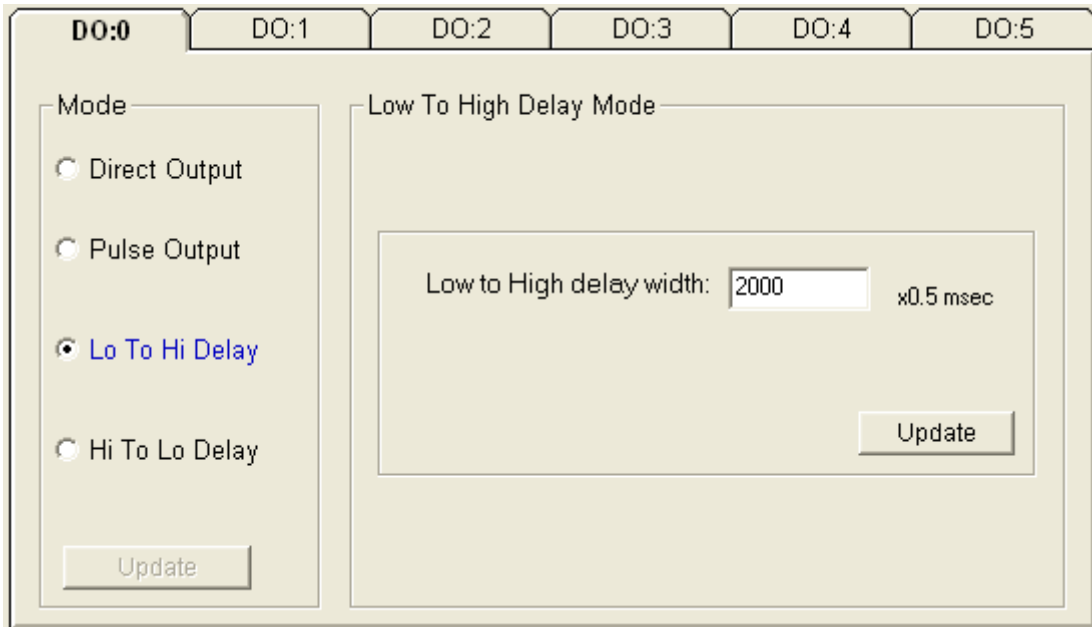 DO:0 DO:1 DO:2 DO:3 DO:4 DO:5
Mode
Direct Output
Pulse Output
Lo To Hi Delay
Hi To Lo Delay
Update
Low To High Delay Mode
Low to High delay width: 2000 x0.5 msec
Update